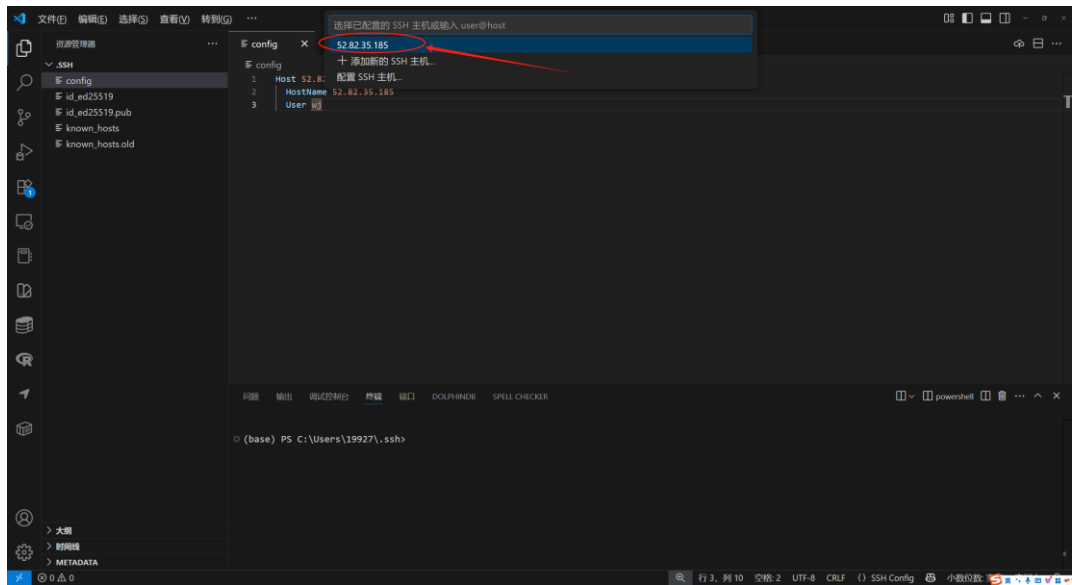 文件(F) 编辑(E) 选择(S) 查看(V) 转到(G) ···
选择已配置的 SSH 主机或输入 user@host
52.82.35.185
+ 添加新的 SSH 主机...
配置 SSH 主机...
资源管理器 ···
config ×
.SSH
config
id_ed25519
id_ed25519.pub
known_hosts
known_hosts.old
config
1 Host 52.82
2 HostName 52.82.35.185
3 User wj
1
问题 输出 调试控制台 终端 端口 DOLPHINDB SPELL CHECKER
powershell
(base) PS C:\Users\19927\.ssh>
大纲
时间线
METADATA
0 0
行 3, 列 10 空格: 2 UTF-8 CRLF {} SSH Config 小数位数: